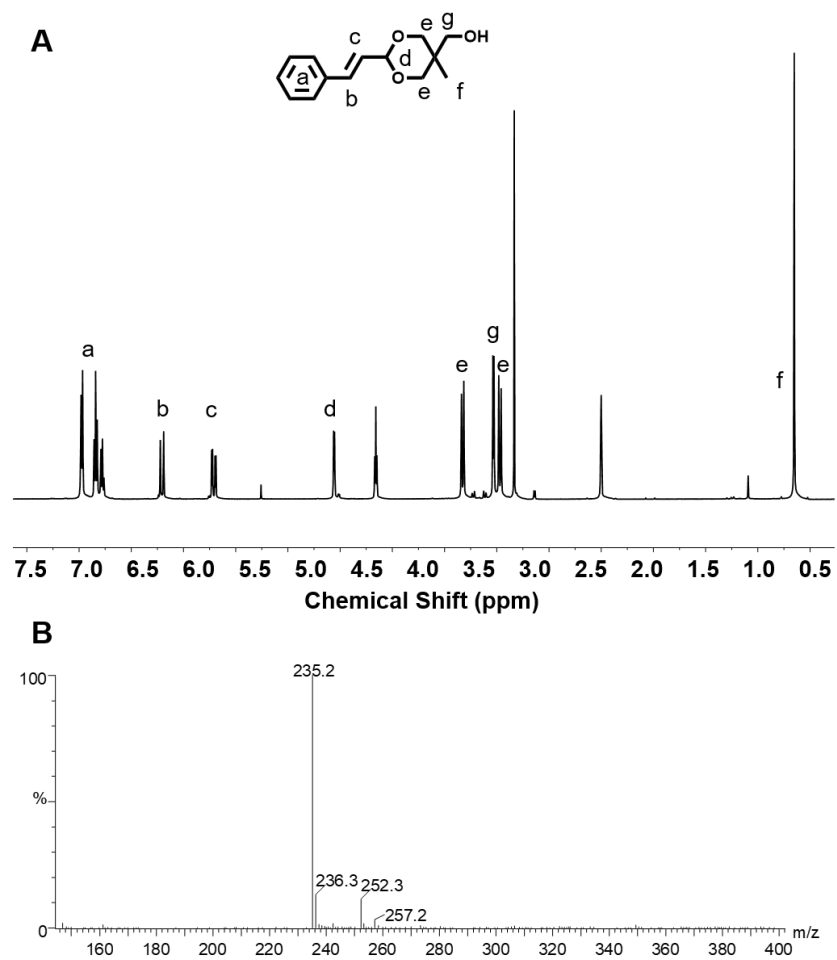 A
g
e
c
O
OH
d
a
O
b
e
f
a
g
e
e
b
c
f
d
7.5 7.0 6.5 6.0 5.5 5.0 4.5 4.0 3.5 3.0 2.5 2.0 1.5 1.0 0.5
Chemical Shift (ppm)
B
100
235.2
%
236.3
252.3
257.2
0
m/z
160 180 200 220 240 260 280 300 320 340 360 380 400